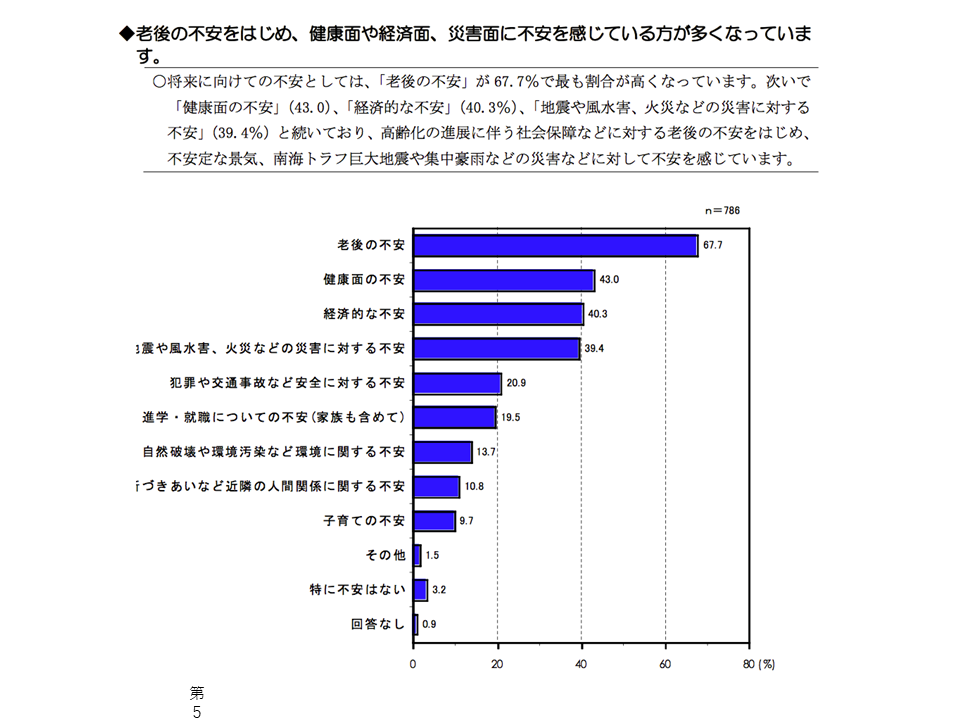 ◆老後の不安をはじめ、健康面や経済面、災害面に不安を感じている方が多くなっていま
す。
○将来に向けての不安としては、「老後の不安」が 67.7%で最も割合が高くなっています。次いで
「健康面の不安」(43.0)、「経済的な不安」(40.3%)、「地震や風水害、火災などの災害に対する
不安」(39.4%) と続いており、高齢化の進展に伴う社会保障などに対する老後の不安をはじめ、
不安定な景気、南海トラフ巨大地震や集中豪雨などの災害などに対して不安を感じています。
n=786
老後の不安 67.7
健康面の不安 43.0
経済的な不安 40.3
震や風水害、火災などの災害に対する不安 39.4
犯罪や交通事故など安全に対する不安 20.9
進学・就職についての不安(家族も含めて) 19.5
自然破壊や環境汚染など環境に関する不安 13.7
づきあいなど近隣の人間関係に関する不安 10.8
子育ての不安 9.7
その他 1.5
特に不安はない 3.2
回答なし 0.9
0 20 40 60 80 (%)
第
5